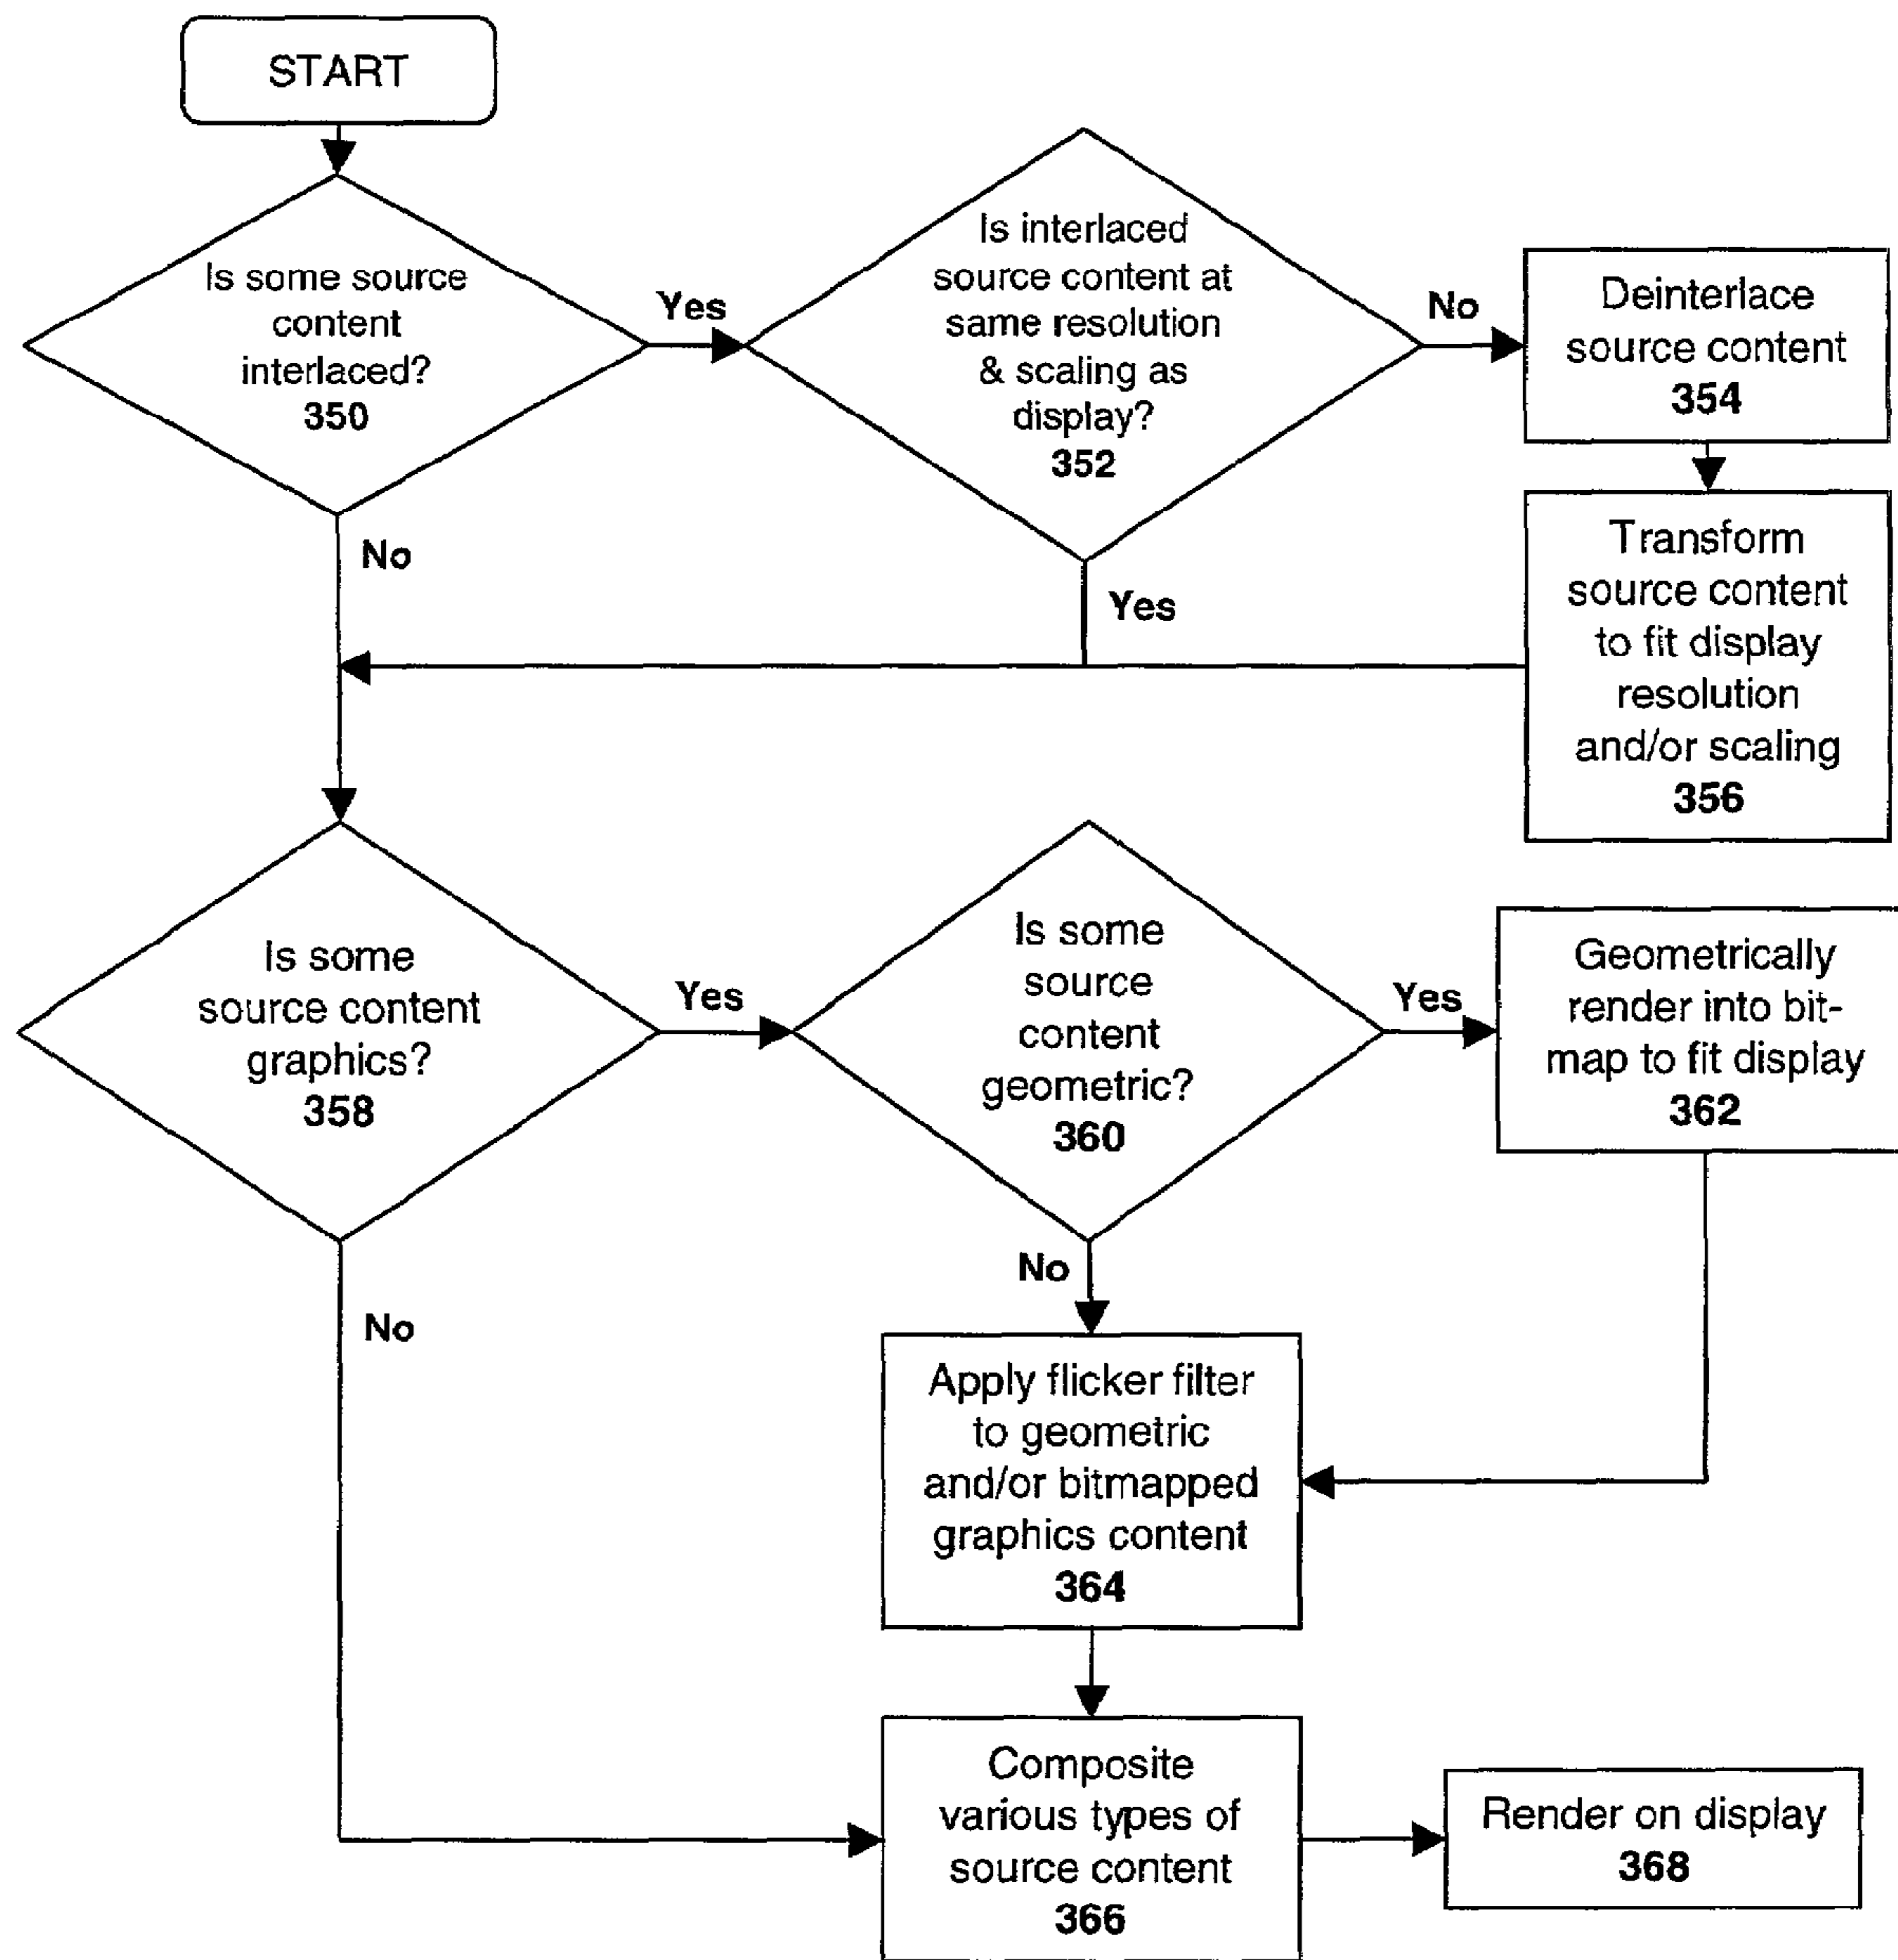 START
Is some source
content
interlaced?
350
Yes
Is interlaced
source content at
same resolution
& scaling as
display?
352
No
Deinterlace
source content
354
No
Yes
Transform
source content
to fit display
resolution
and/or scaling
356
Is some
source content
graphics?
358
Yes
Is some
source
content
geometric?
360
Yes
Geometrically
render into bit-
map to fit display
362
No
No
Apply flicker filter
to geometric
and/or bitmapped
graphics content
364
Composite
various types of
source content
366
Render on display
368